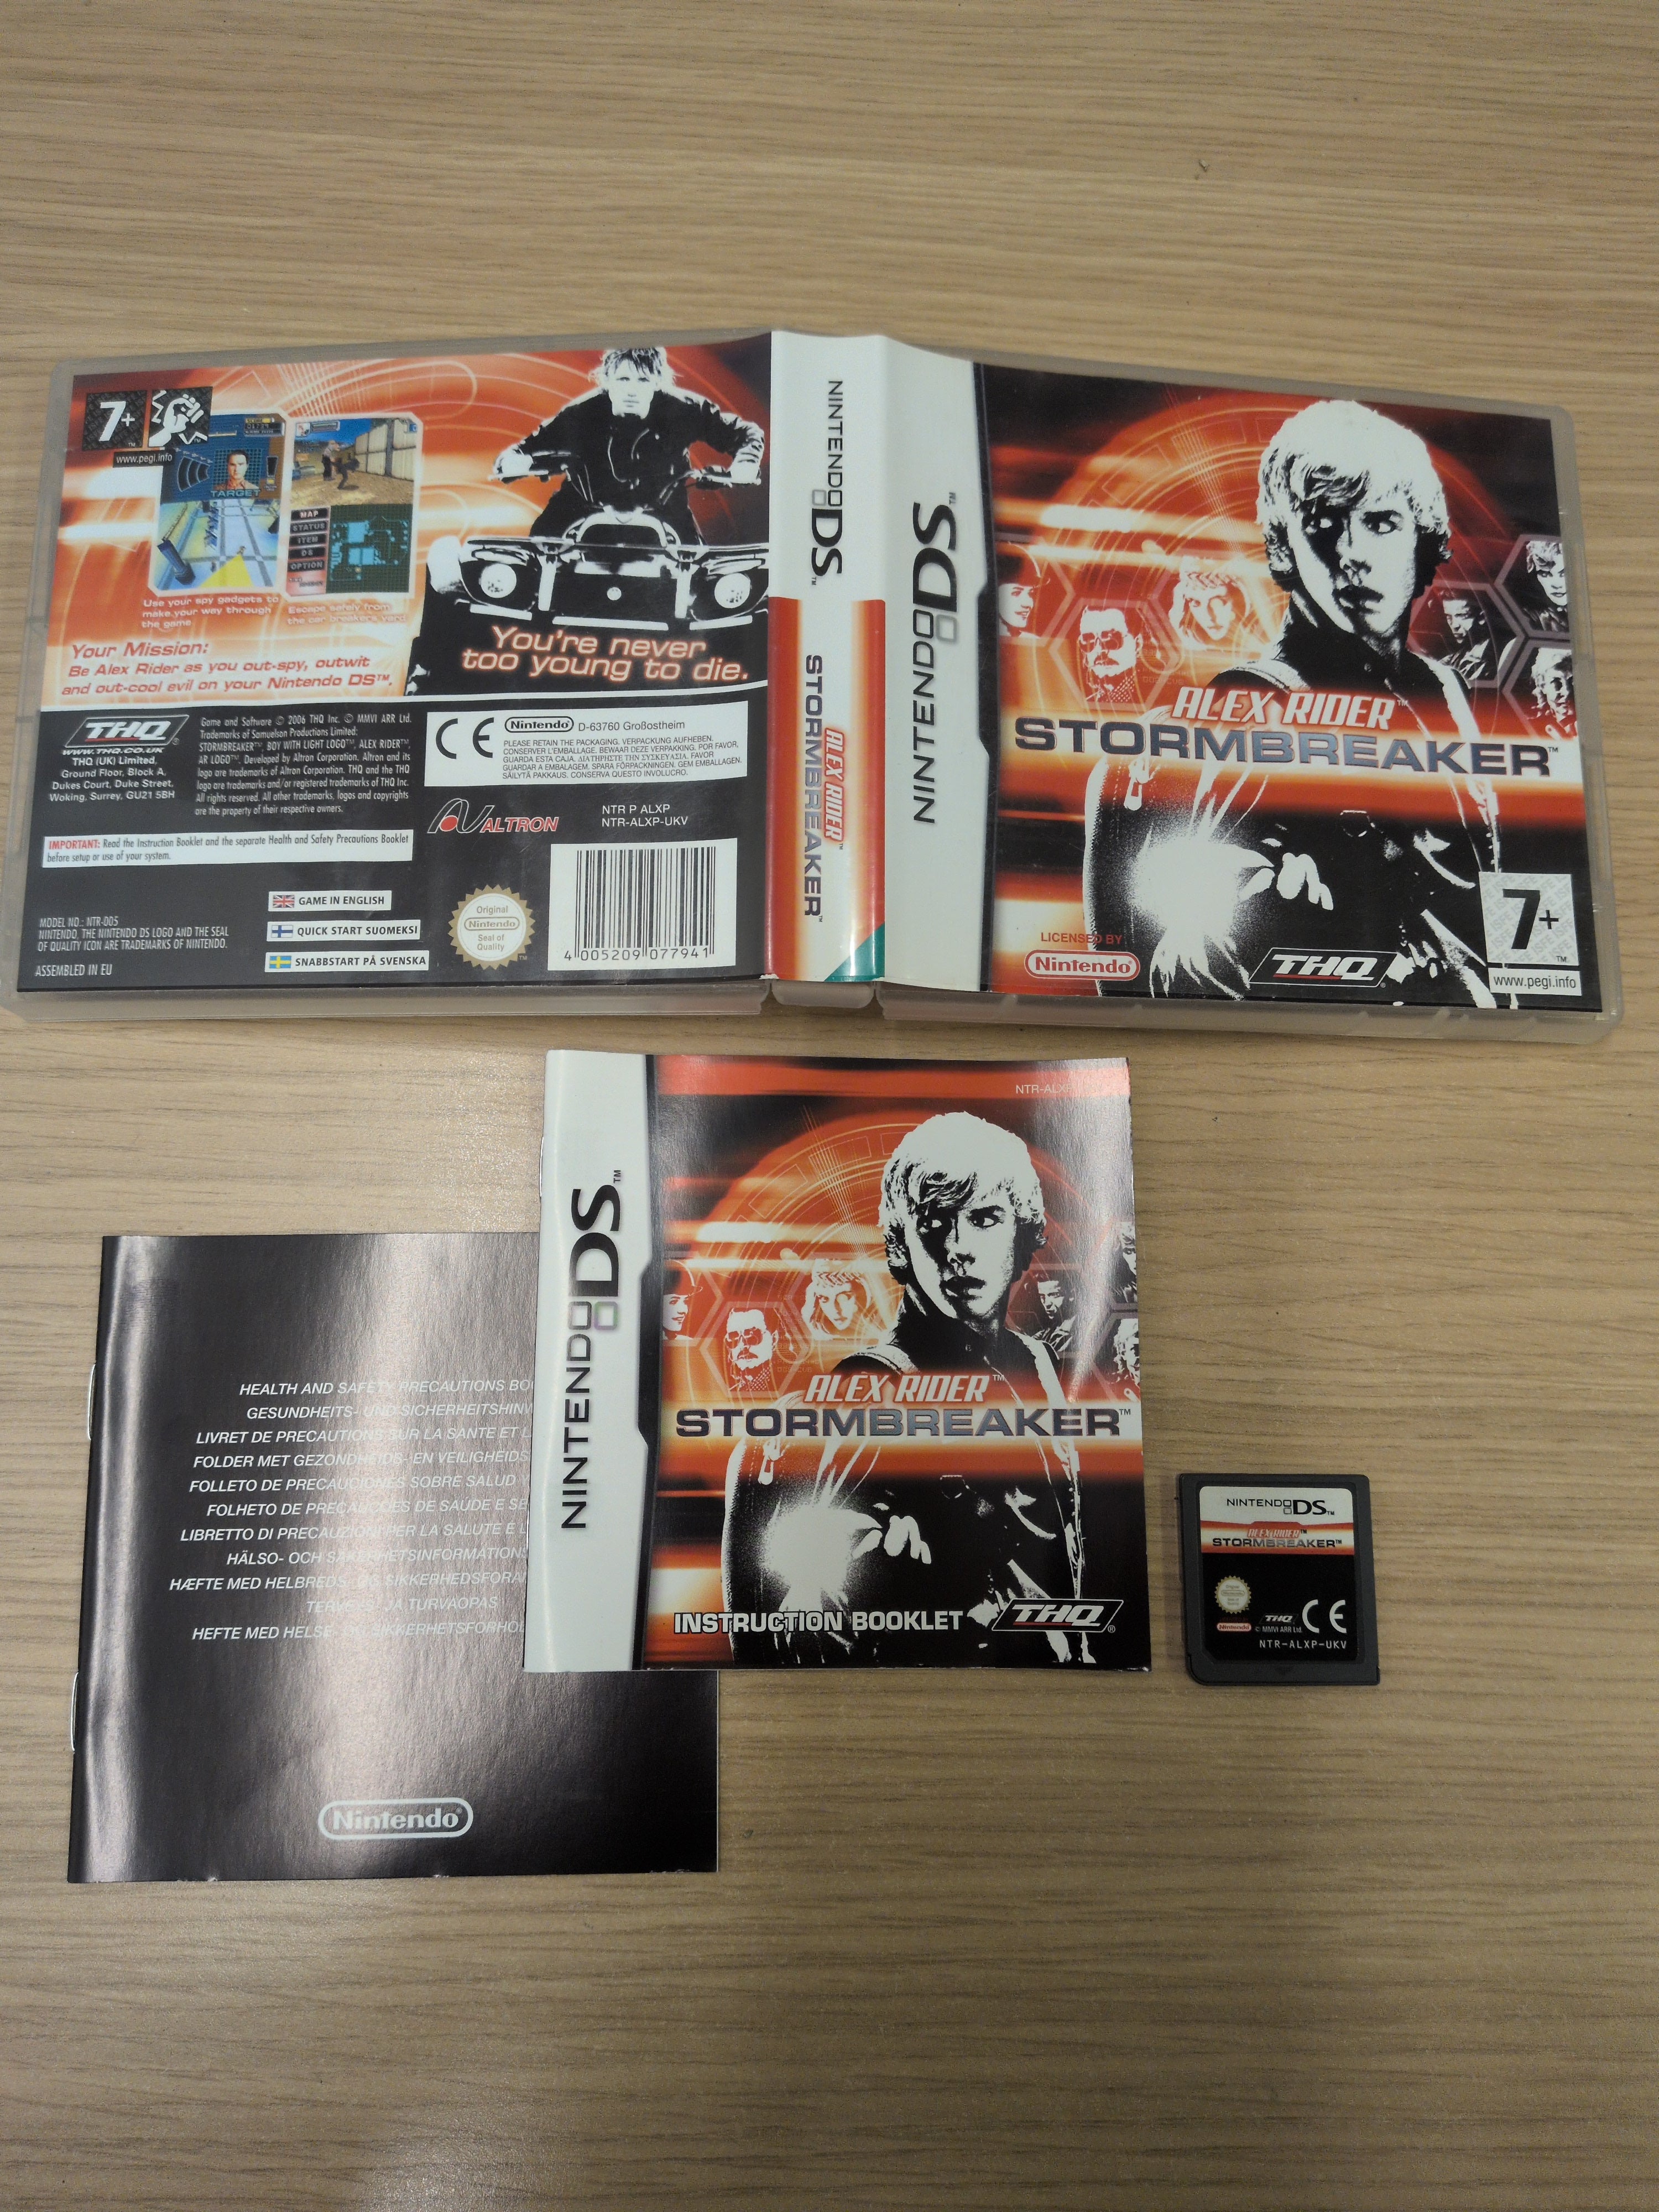 7+
www.pegi.info
TARGET
MAP
STATUS
ITEM
DS
OPTION
Use your spy gadgets to
make your way through
the game
Escape safely from
the car breakers yard
Your Mission:
Be Alex Rider as you out-spy, outwit
and out-cool evil on your Nintendo DS™.
You're never
too young to die.
THQ®
WWW.THQ.CO.UK
THQ (UK) Limited,
Ground Floor, Block A,
Dukes Court, Duke Street,
Woking, Surrey, GU21 5BH
Game and Software © 2006 THQ Inc. © MMVI ARR Ltd.
Trademarks of Samuelson Productions Limited:
STORMBREAKER™, BOY WITH LIGHT LOGO™, ALEX RIDER™,
AR LOGO™. Developed by Altron Corporation. Altron and its
logo are trademarks of Altron Corporation. THQ and the THQ
logo are trademarks and/or registered trademarks of THQ Inc.
All rights reserved. All other trademarks, logos and copyrights
are the property of their respective owners.
IMPORTANT: Read the Instruction Booklet and the separate Health and Safety Precautions Booklet
before setup or use of your system.
CE
Nintendo D-63760 Großostheim
PLEASE RETAIN THE PACKAGING. VERPACKUNG AUFHEBEN.
CONSERVER L'EMBALLAGE. BEWAAR DEZE VERPAKKING. POR FAVOR,
GUARDA ESTA CAJA. ΔΙΑΤΗΡΗΣΤΕ ΤΗΝ ΣΥΣΚΕΥΑΣΙΑ. FAVOR
GUARDAR A EMBALAGEM. SPARA FÖRPACKNINGEN. GEM EMBALLAGEN.
SÄILYTÄ PAKKAUS. CONSERVA QUESTO INVOLUCRO.
ALTRON
NTR P ALXP
NTR-ALXP-UKV
MODEL NO.: NTR-005
NINTENDO, THE NINTENDO DS LOGO AND THE SEAL
OF QUALITY ICON ARE TRADEMARKS OF NINTENDO.
ASSEMBLED IN EU
GAME IN ENGLISH
QUICK START SUOMEKSI
SNABBSTART PÅ SVENSKA
Original
Nintendo
Seal of
Quality
™
4 005209 077941
NINTENDO DS™
ALEX RIDER™
STORMBREAKER™
NINTENDO DS™
ALEX RIDER™
STORMBREAKER™
LICENSED BY
Nintendo®
THQ®
7+
™
www.pegi.info
NINTENDO DS™
ALEX RIDER™
STORMBREAKER™
INSTRUCTION BOOKLET
THQ®
HEALTH AND SAFETY PRECAUTIONS
GESUNDHEITS- UND
LIVRET DE PRECAUTIONS SUR LA SANTE ET
FOLDER MET GEZONDHEIDS- EN
FOLLETO DE PRECAUCIONES SOBRE SALUD
FOLHETO DE PRECAUÇÕES DE SAÚDE E
LIBRETTO DI PRECAUZIONI PER LA SALUTE E
HÄLSO- OCH
HÆFTE MED HELBREDS- OG
TERVEYS- JA TURVAOPAS
HEFTE MED HELSE- OG
Nintendo®
NINTENDO DS™
ALEX RIDER™
STORMBREAKER™
THQ
Nintendo
© MMVI ARR Ltd.
CE
NTR-ALXP-UKV